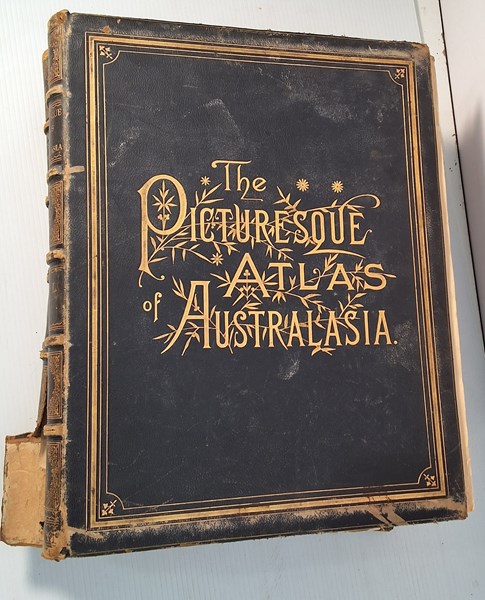 The
PICTURESQUE
ATLAS
of AUSTRALASIA.